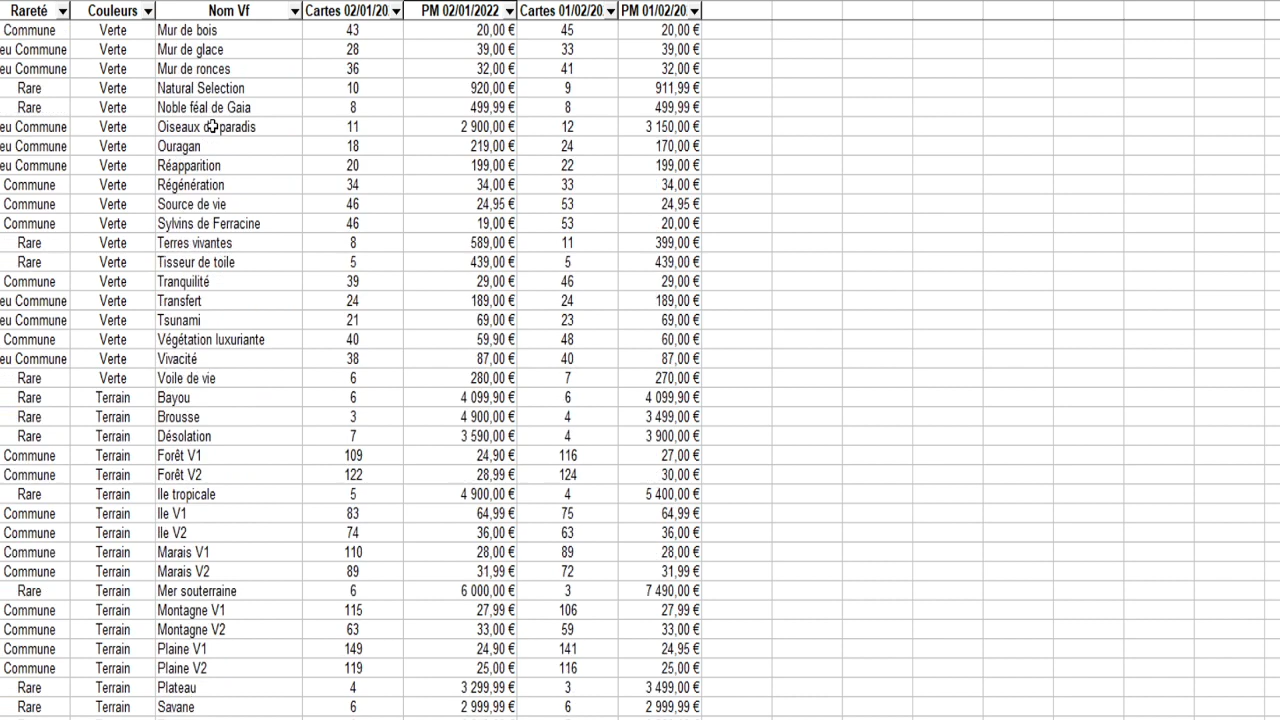 Rareté Couleurs Nom Vf Cartes 02/01/20 PM 02/01/2022 Cartes 01/02/20 PM 01/02/20
Commune Verte Mur de bois 43 20,00 € 45 20,00 €
eu Commune Verte Mur de glace 28 39,00 € 33 39,00 €
eu Commune Verte Mur de ronces 36 32,00 € 41 32,00 €
Rare Verte Natural Selection 10 920,00 € 9 911,99 €
Rare Verte Noble féal de Gaia 8 499,99 € 8 499,99 €
eu Commune Verte Oiseaux de paradis 11 2 900,00 € 12 3 150,00 €
eu Commune Verte Ouragan 18 219,00 € 24 170,00 €
eu Commune Verte Réapparition 20 199,00 € 22 199,00 €
Commune Verte Régénération 34 34,00 € 33 34,00 €
Commune Verte Source de vie 46 24,95 € 53 24,95 €
Commune Verte Sylvins de Ferracine 46 19,00 € 53 20,00 €
Rare Verte Terres vivantes 8 589,00 € 11 399,00 €
Rare Verte Tisseur de toile 5 439,00 € 5 439,00 €
Commune Verte Tranquilité 39 29,00 € 46 29,00 €
eu Commune Verte Transfert 24 189,00 € 24 189,00 €
eu Commune Verte Tsunami 21 69,00 € 23 69,00 €
Commune Verte Végétation luxuriante 40 59,90 € 48 60,00 €
eu Commune Verte Vivacité 38 87,00 € 40 87,00 €
Rare Verte Voile de vie 6 280,00 € 7 270,00 €
Rare Terrain Bayou 6 4 099,90 € 6 4 099,90 €
Rare Terrain Brousse 3 4 900,00 € 4 3 499,00 €
Rare Terrain Désolation 7 3 590,00 € 4 3 900,00 €
Commune Terrain Forêt V1 109 24,90 € 116 27,00 €
Commune Terrain Forêt V2 122 28,99 € 124 30,00 €
Rare Terrain Ile tropicale 5 4 900,00 € 4 5 400,00 €
Commune Terrain Ile V1 83 64,99 € 75 64,99 €
Commune Terrain Ile V2 74 36,00 € 63 36,00 €
Commune Terrain Marais V1 110 28,00 € 89 28,00 €
Commune Terrain Marais V2 89 31,99 € 72 31,99 €
Rare Terrain Mer souterraine 6 6 000,00 € 3 7 490,00 €
Commune Terrain Montagne V1 115 27,99 € 106 27,99 €
Commune Terrain Montagne V2 63 33,00 € 59 33,00 €
Commune Terrain Plaine V1 149 24,90 € 141 24,95 €
Commune Terrain Plaine V2 119 25,00 € 116 25,00 €
Rare Terrain Plateau 4 3 299,99 € 3 3 499,00 €
Rare Terrain Savane 6 2 999,99 € 6 2 999,99 €